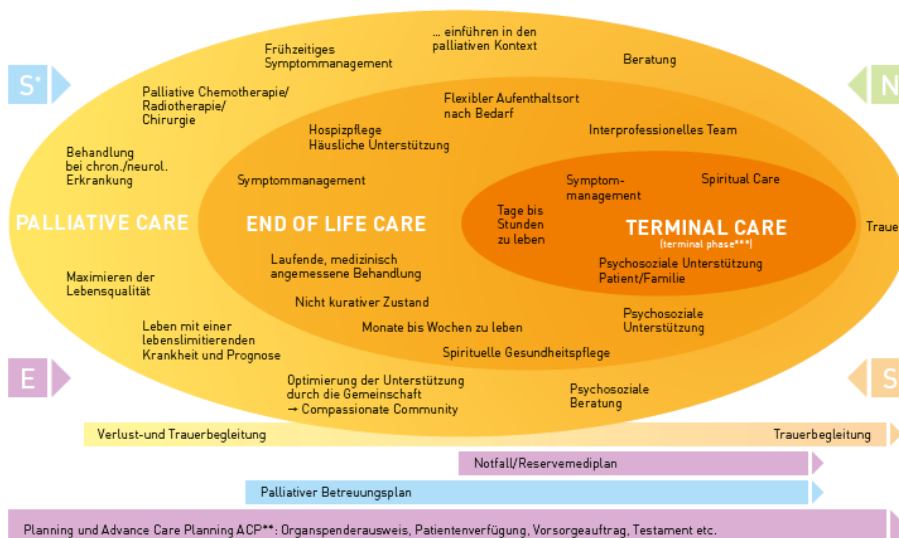 ... einführen in den
palliativen Kontext
Frühzeitiges
Symptommanagement
Beratung
S*
N
Palliative Chemotherapie/
Radiotherapie/
Chirurgie
Flexibler Aufenthaltsort
nach Bedarf
Hospizpflege
Häusliche Unterstützung
Interprofessionelles Team
Behandlung
bei chron./neurol.
Erkrankung
Symptommanagement
Symptom-
management
Spiritual Care
PALLIATIVE CARE
END OF LIFE CARE
Tage bis
Stunden
zu leben
TERMINAL CARE
(terminal phase***)
Traue
Laufende, medizinisch
angemessene Behandlung
Psychosoziale Unterstützung
Patient/Familie
Maximieren der
Lebensqualität
Nicht kurativer Zustand
Monate bis Wochen zu leben
Psychosoziale
Unterstützung
Leben mit einer
lebenslimitierenden
Krankheit und Prognose
Spirituelle Gesundheitspflege
E
S
Optimierung der Unterstützung
durch die Gemeinschaft
→ Compassionate Community
Psychosoziale
Beratung
Verlust-und Trauerbegleitung
Trauerbegleitung
Notfall/Reservemediplan
Palliativer Betreuungsplan
Planning und Advance Care Planning ACP**: Organspenderausweis, Patientenverfügung, Vorsorgeauftrag, Testament etc.